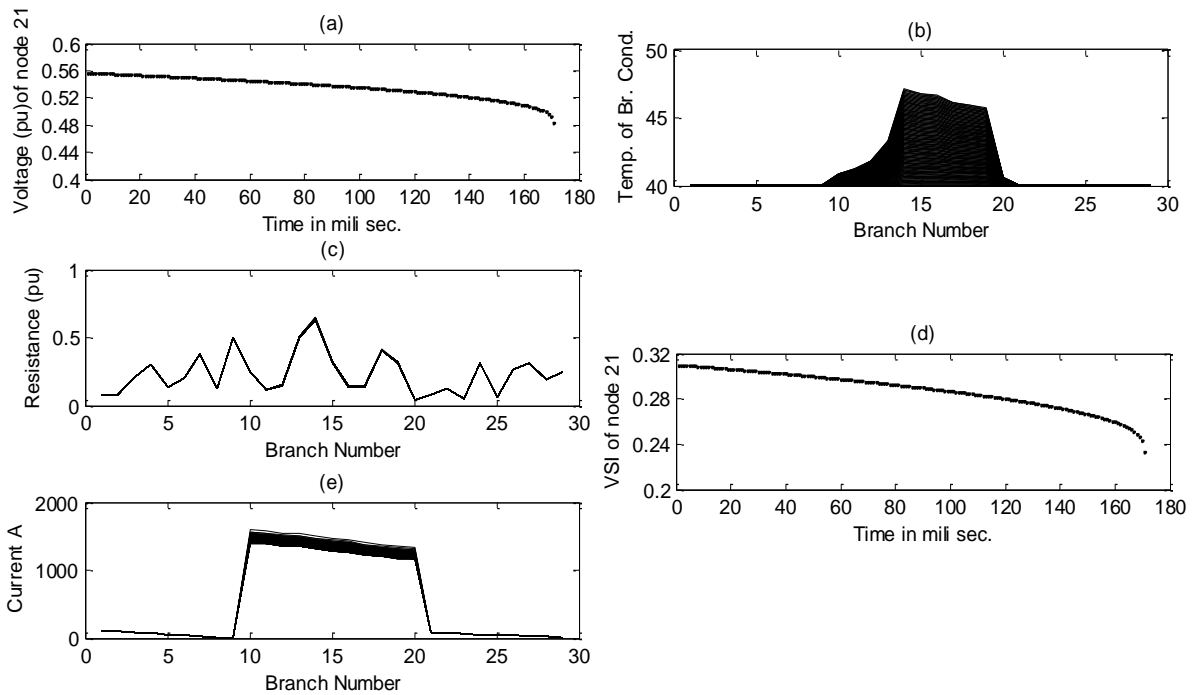 (a)
Voltage (pu)of node 21
0.6
0.56
0.52
0.48
0.44
0.4
0 20 40 60 80 100 120 140 160 180
Time in mili sec.
(b)
Temp. of Br. Cond.
50
45
40
0 5 10 15 20 25 30
Branch Number
(c)
Resistance (pu)
1
0.5
0
0 5 10 15 20 25 30
Branch Number
(d)
VSI of node 21
0.32
0.28
0.24
0.2
0 20 40 60 80 100 120 140 160 180
Time in mili sec.
(e)
Current A
2000
1000
0
0 5 10 15 20 25 30
Branch Number